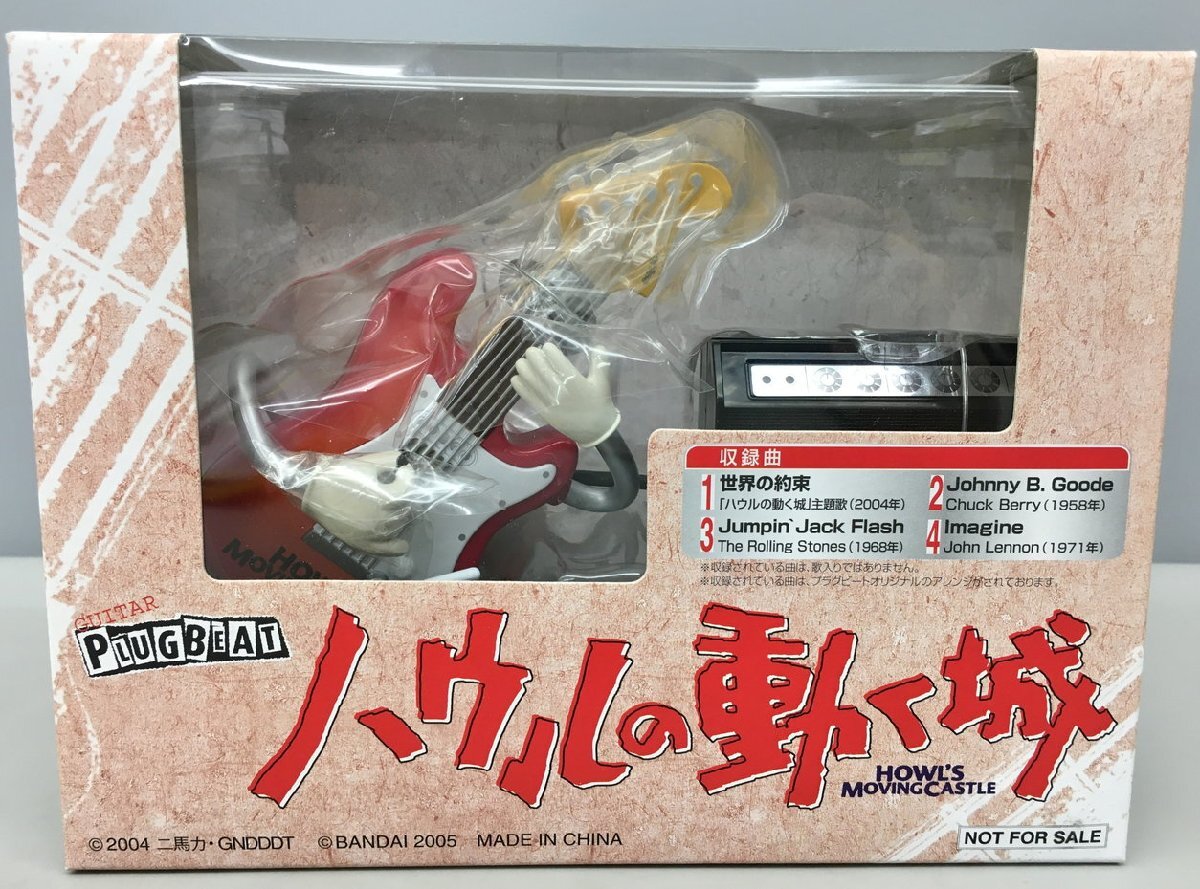 収録曲
1 世界の約束
「ハウルの動く城」主題歌(2004年)
2 Johnny B. Goode
Chuck Berry(1958年)
3 Jumpin`Jack Flash
The Rolling Stones(1968年)
4 Imagine
John Lennon(1971年)
※収録されている曲は、歌入りではありません。
※収録されている曲は、プラグビートオリジナルのアレンジがされております。
GUITAR
PLUGBEAT
ハウルの動く城
HOWL'S
MOVING CASTLE
©2004 二馬力・GNDDDT ©BANDAI 2005 MADE IN CHINA
NOT FOR SALE